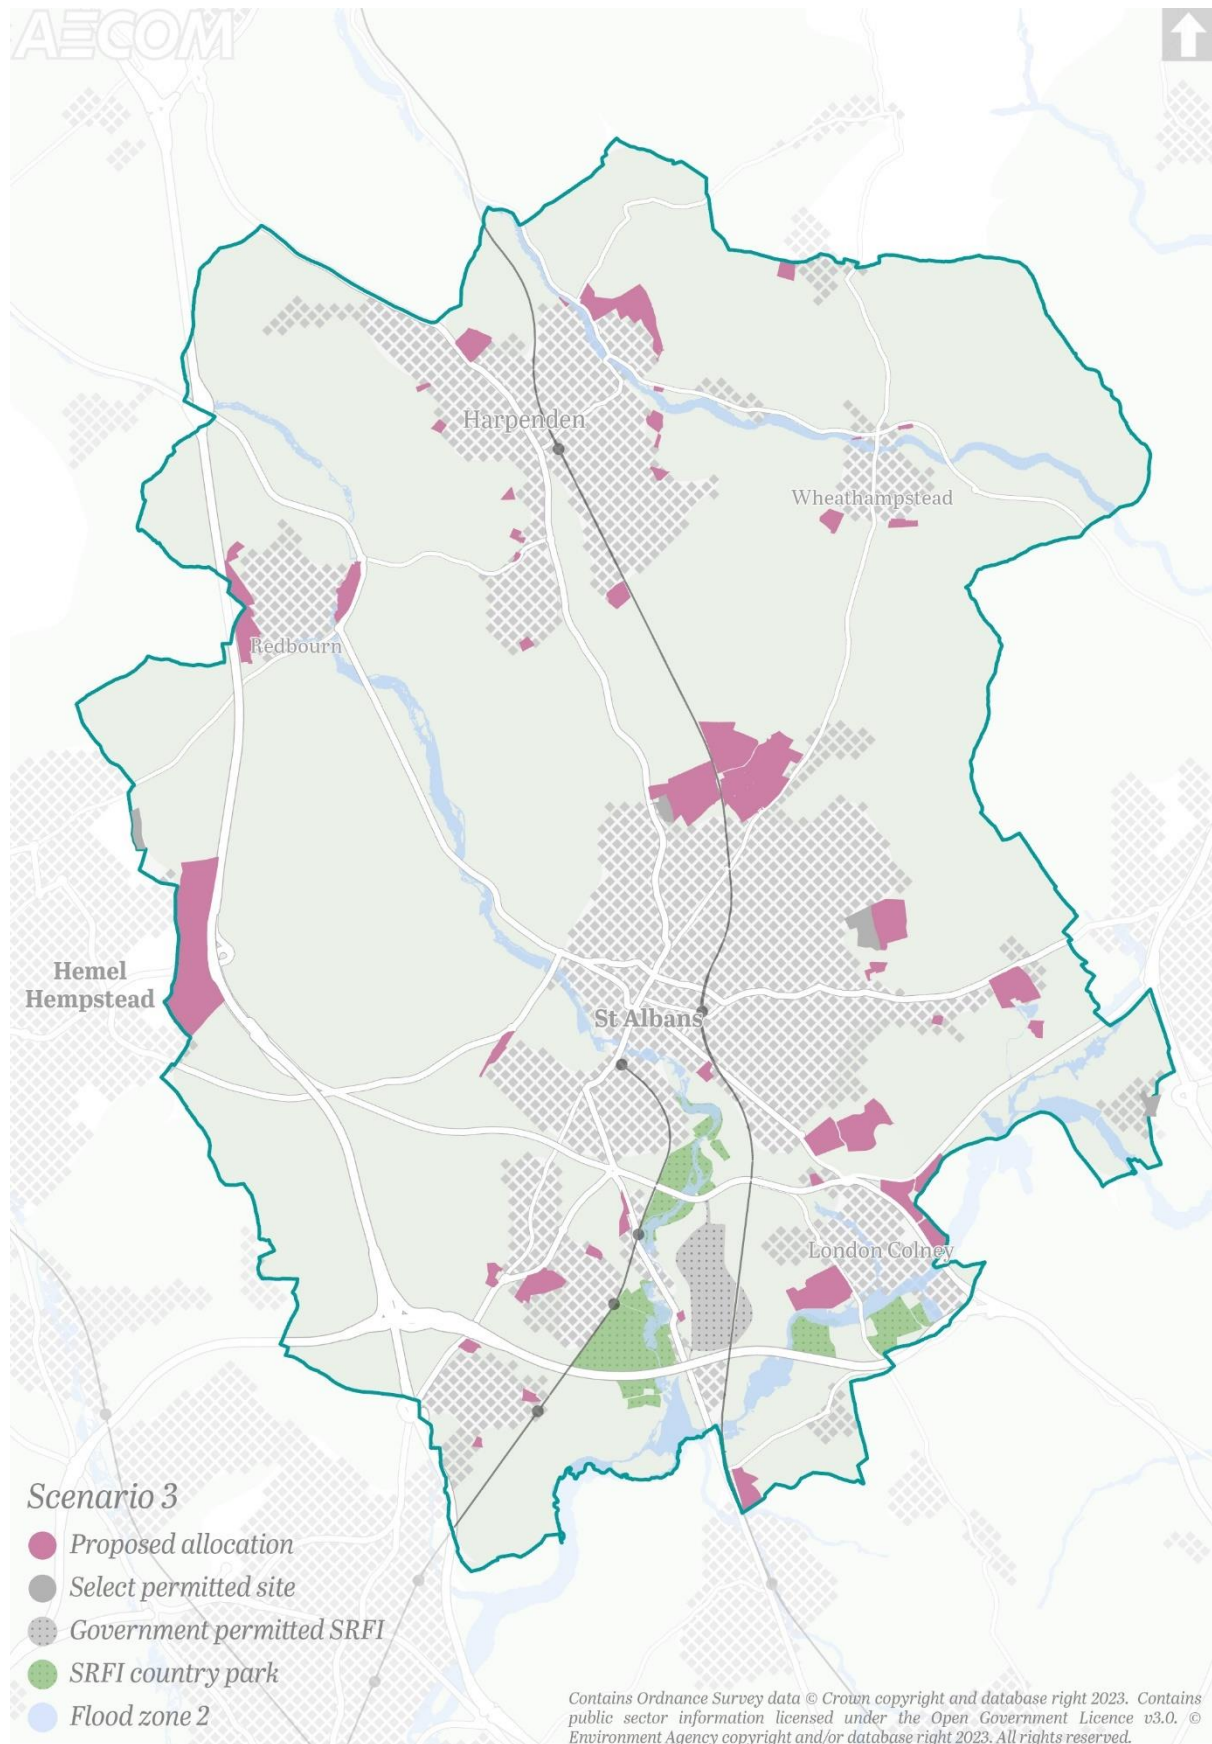 AECOM
Harpenden
Wheathampstead
Redbourn
Hemel
Hempstead
St Albans
London Colney
Scenario 3
Proposed allocation
Select permitted site
Government permitted SRFI
SRFI country park
Flood zone 2
Contains Ordnance Survey data © Crown copyright and database right 2023. Contains
public sector information licensed under the Open Government Licence v3.0. ©
Environment Agency copyright and/or database right 2023. All rights reserved.